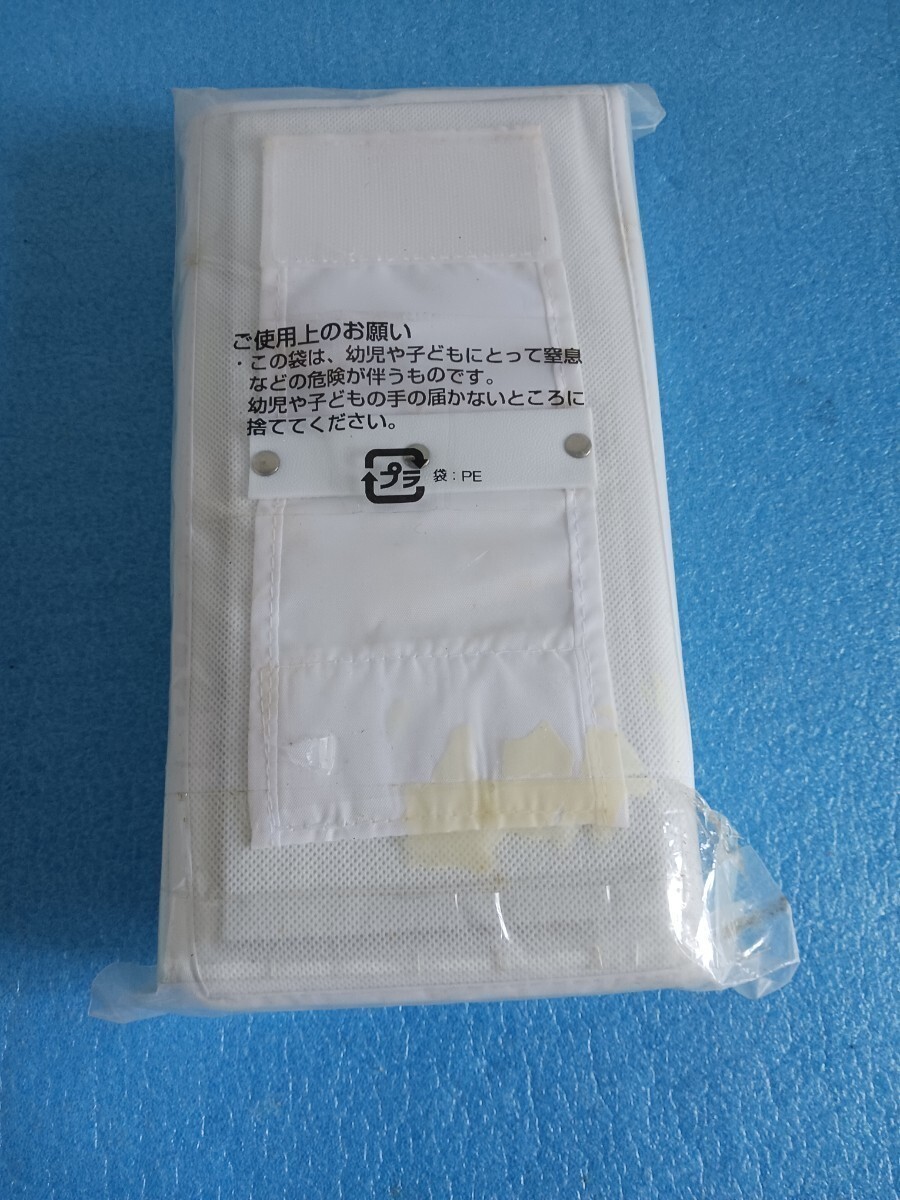 ご使用上のお願い
・この袋は、幼児や子どもにとって窒息
などの危険が伴うものです。
幼児や子どもの手の届かないところに
捨ててください。
プラ 袋：PE